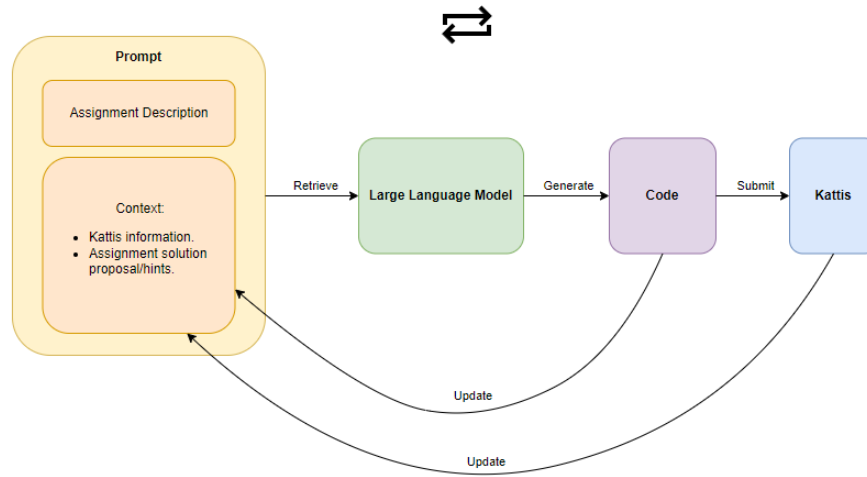 Prompt
Assignment Description
Context:
• Kattis information.
• Assignment solution
proposal/hints.
Retrieve
Large Language Model
Generate
Code
Submit
Kattis
Update
Update